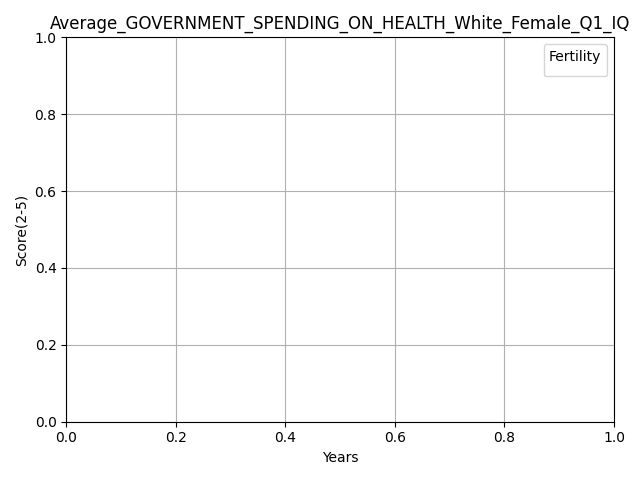 Average_GOVERNMENT_SPENDING_ON_HEALTH_White_Female_Q1_IQ
Fertility
Score(2-5)
1.0
0.8
0.6
0.4
0.2
0.0
0.0 0.2 0.4 0.6 0.8 1.0
Years